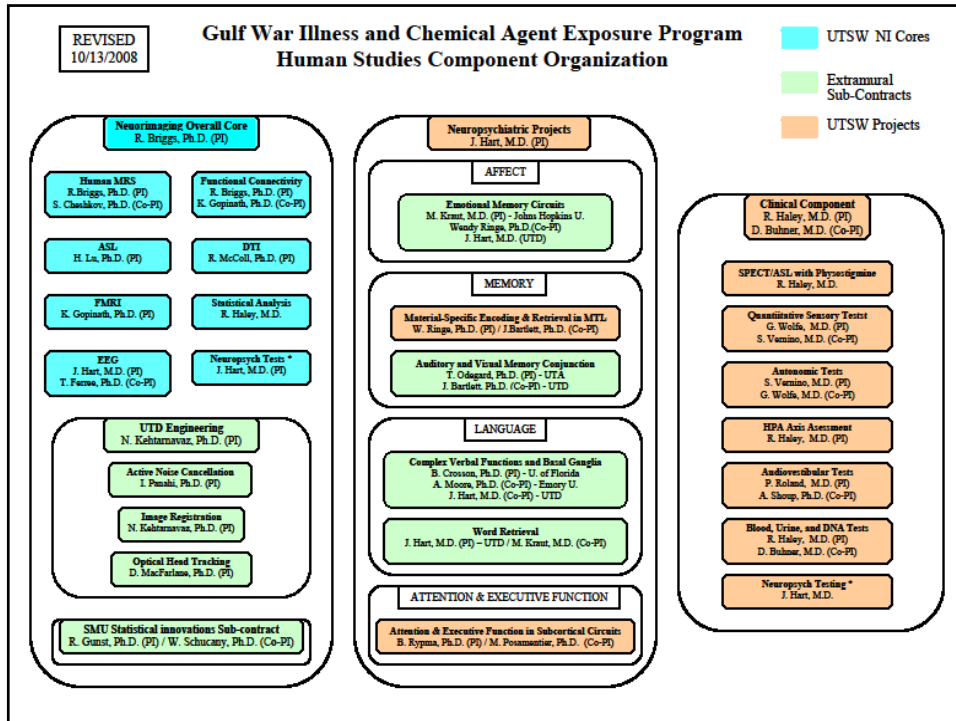 REVISED
10/13/2008
Gulf War Illness and Chemical Agent Exposure Program
Human Studies Component Organization
UTSW NI Cores
Extramural
Sub-Contracts
UTSW Projects
Neuorimaging Overall Core
R. Briggs, Ph.D. (PI)
Human MRS
R.Briggs, Ph.D. (PI)
S. Cheshkov, Ph.D. (Co-PI)
Functional Connectivity
R. Briggs, Ph.D. (PI)
K. Gopinath, Ph.D. (Co-PI)
ASL
H. Lu, Ph.D. (PI)
DTI
R. McColl, Ph.D. (PI)
FMRI
K. Gopinath, Ph.D. (PI)
Statistical Analysis
R. Haley, M.D.
EEG
J. Hart, M.D. (PI)
T. Ferree, Ph.D. (Co-PI)
Neuropsych Tests *
J. Hart, M.D. (PI)
UTD Engineering
N. Kehtarnavaz, Ph.D. (PI)
Active Noise Cancellation
I. Panahi, Ph.D. (PI)
Image Registration
N. Kehtarnavaz, Ph.D. (PI)
Optical Head Tracking
D. MacFarlane, Ph.D. (PI)
SMU Statistical innovations Sub-contract
R. Gunst, Ph.D. (PI) / W. Schucany, Ph.D. (Co-PI)
Neuropsychiatric Projects
J. Hart, M.D. (PI)
AFFECT
Emotional Memory Circuits
M. Kraut, M.D. (PI) - Johns Hopkins U.
Wendy Ringe, Ph.D.(Co-PI)
J. Hart, M.D. (UTD)
MEMORY
Material-Specific Encoding & Retrieval in MTL
W. Ringe, Ph.D. (PI) / J.Bartlett, Ph.D. (Co-PI)
Auditory and Visual Memory Conjunction
T. Odegard, Ph.D. (PI) - UTA
J. Bartlett. Ph.D. (Co-PI) - UTD
LANGUAGE
Complex Verbal Functions and Basal Ganglia
B. Crosson, Ph.D. (PI) - U. of Florida
A. Moore, Ph.D. (Co-PI) - Emory U.
J. Hart, M.D. (Co-PI) - UTD
Word Retrieval
J. Hart, M.D. (PI) – UTD / M. Kraut, M.D. (Co-PI)
ATTENTION & EXECUTIVE FUNCTION
Attention & Executive Function in Subcortical Circuits
B. Rypma, Ph.D. (PI) / M. Posamentier, Ph.D. (Co-PI)
Clinical Component
R. Haley, M.D. (PI)
D. Buhner, M.D. (Co-PI)
SPECT/ASL with Physostigmine
R. Haley, M.D.
Quantiitative Sensory Testst
G. Wolfe, M.D. (PI)
S. Vernino, M.D. (Co-PI)
Autonomic Tests
S. Vernino, M.D. (PI)
G. Wolfe, M.D. (Co-PI)
HPA Axis Asessment
R. Haley, M.D. (PI)
Audiovestibular Tests
P. Roland, M.D. (PI)
A. Shoup, Ph.D. (Co-PI)
Blood, Urine, and DNA Tests
R. Haley, M.D. (PI)
D. Buhner, M.D. (Co-PI)
Neuropsych Testing *
J. Hart, M.D.